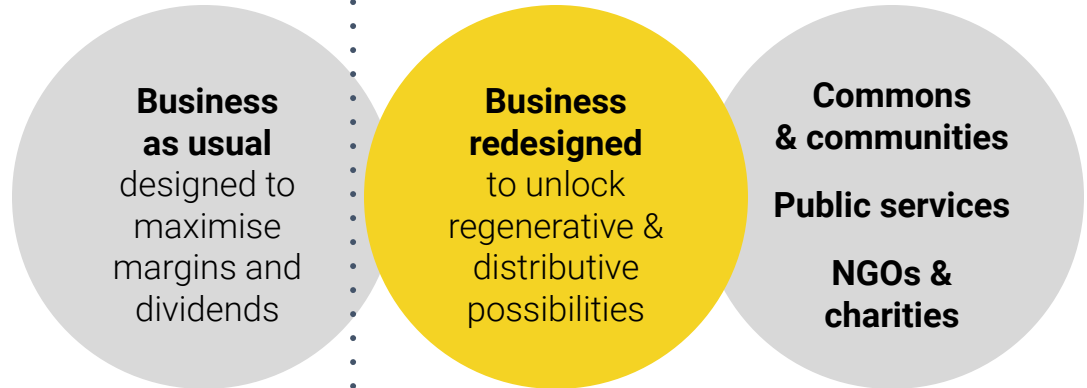 Business
as usual
designed to
maximise
margins and
dividends
Business
redesigned
to unlock
regenerative &
distributive
possibilities
Commons
& communities
Public services
NGOs &
charities